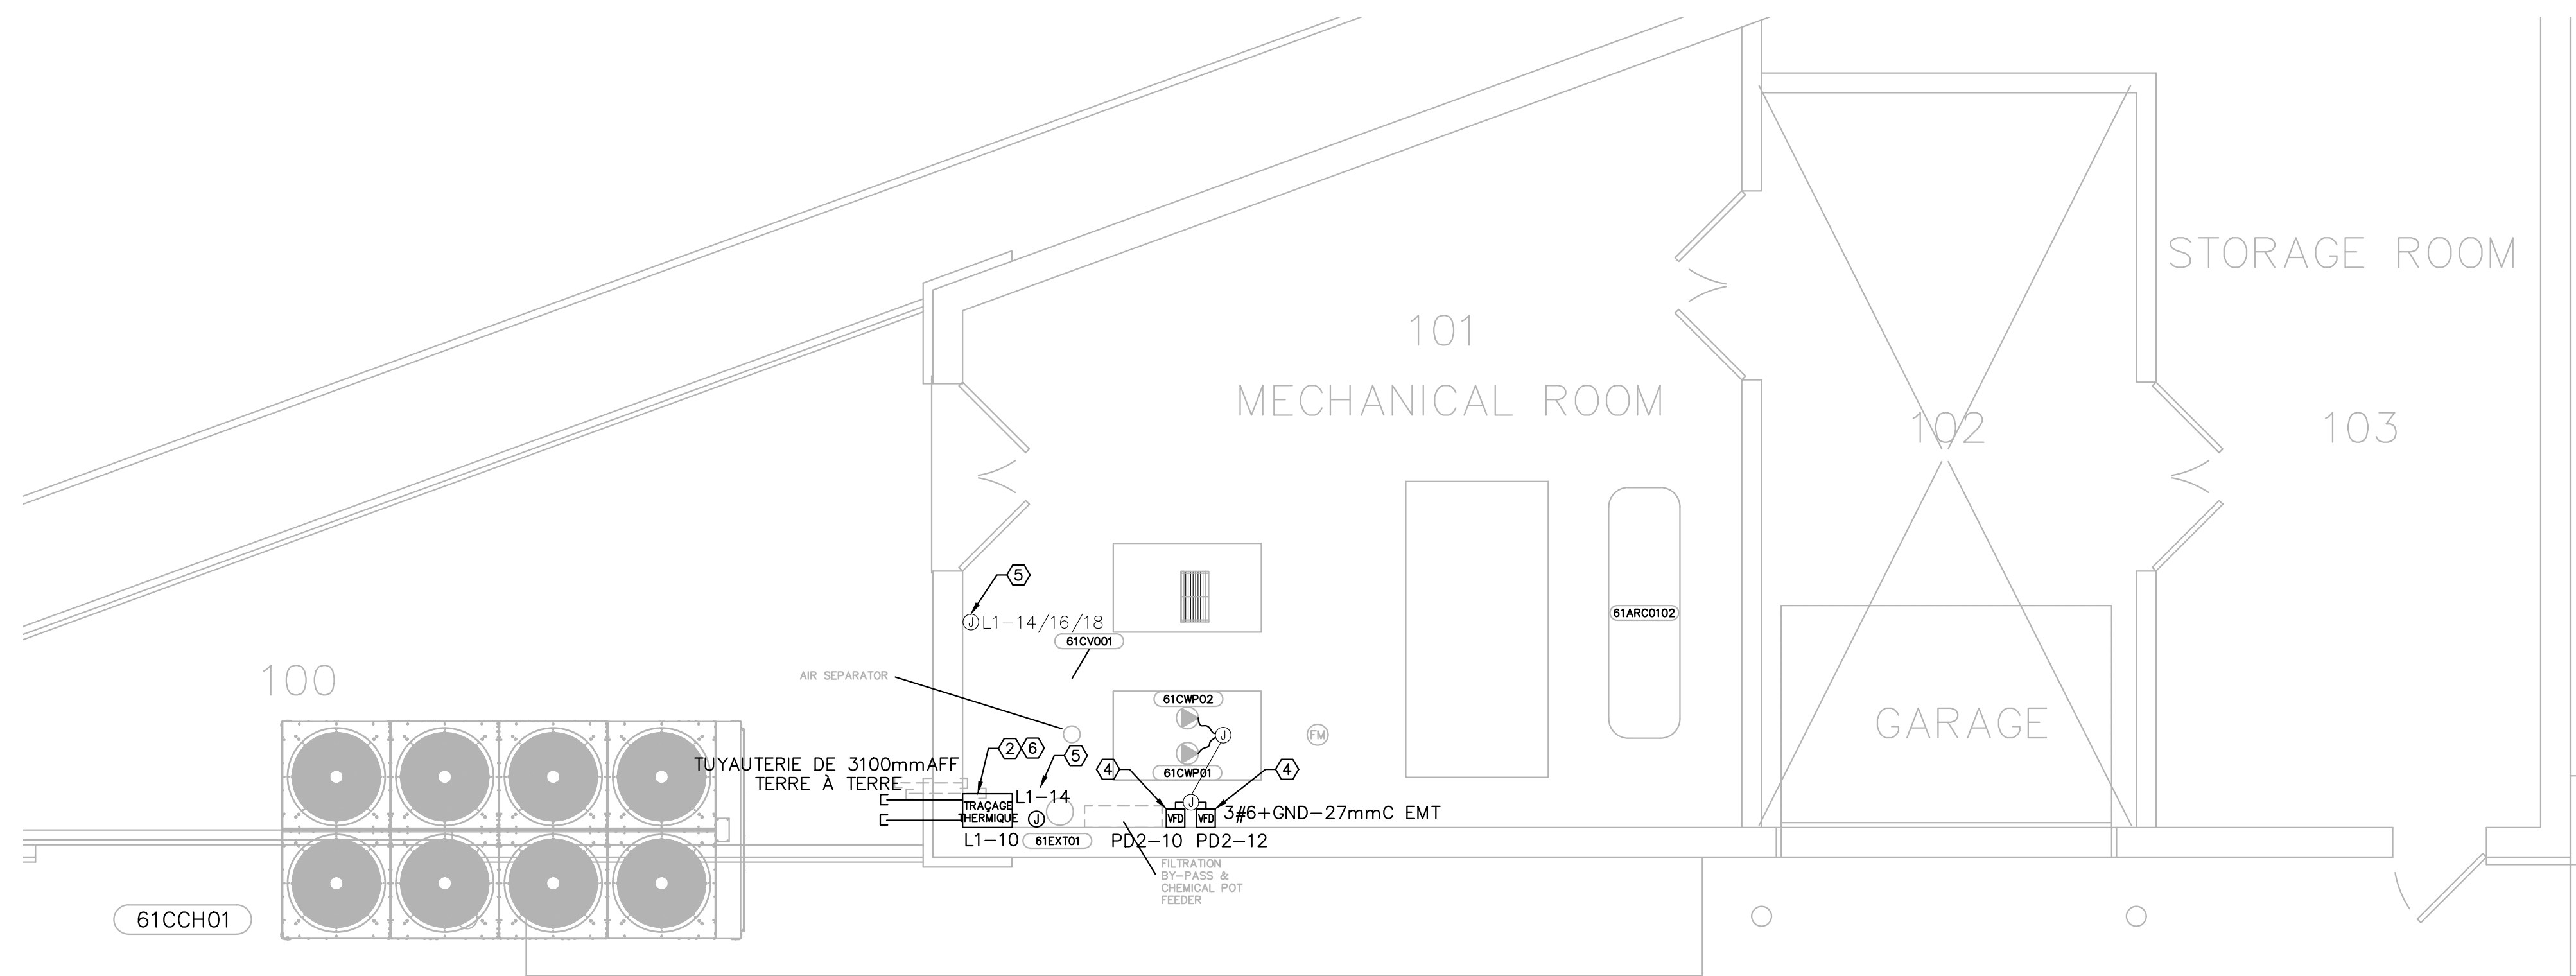 STORAGE ROOM
101
MECHANICAL ROOM
102
103
5
J L1-14/16/18
61CV001
61ARC0102
AIR SEPARATOR
100
61CWP02
J
FM
GARAGE
2 6
5
4
4
61CWP01
TUYAUTERIE DE 3100mmAFF
TERRE À TERRE
L1-14
TRAÇAGE
THERMIQUE
J
J
VFD
VFD
3#6+GND-27mmC EMT
L1-10
61EXT01
PD2-10
PD2-12
FILTRATION
BY-PASS &
CHEMICAL POT
FEEDER
61CCH01